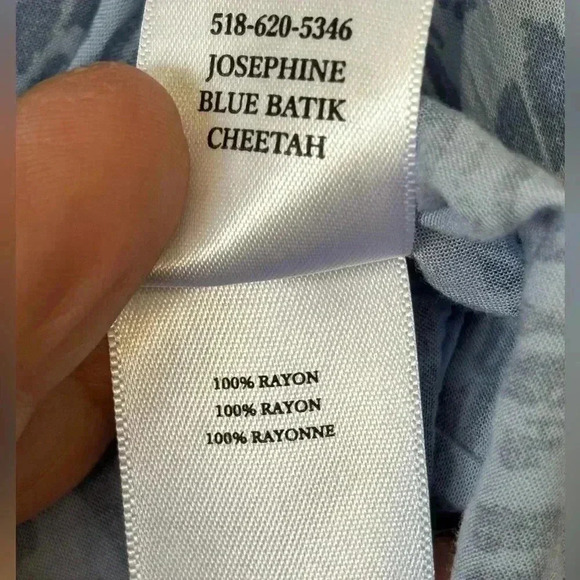 518-620-5346
JOSEPHINE
BLUE BATIK
CHEETAH
100% RAYON
100% RAYON
100% RAYONNE